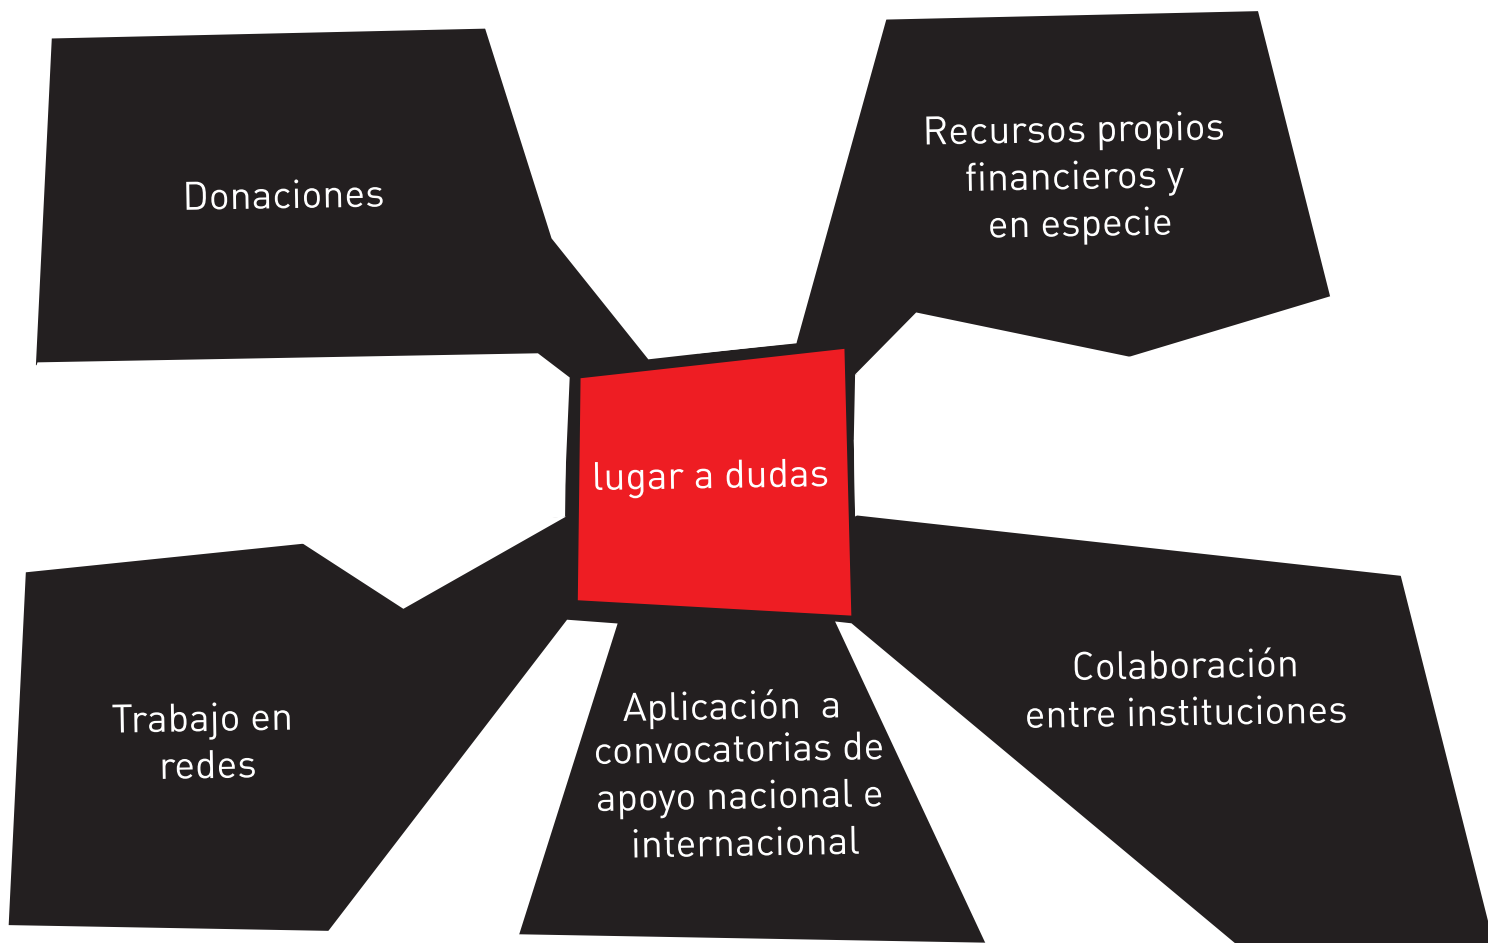 Donaciones
Recursos propios
financieros y
en especie
lugar a dudas
Trabajo en
redes
Aplicación a
convocatorias de
apoyo nacional e
internacional
Colaboración
entre instituciones